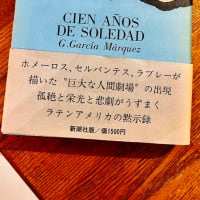 CIEN AÑOS
DE SOLEDAD
G.García Márquez
ホメーロス、セルバンテス、ラブレーが
描いた〝巨大な人間劇場〟の出現
孤絶と栄光と悲劇がうずまく
ラテンアメリカの黙示録
新潮社版／価1500円